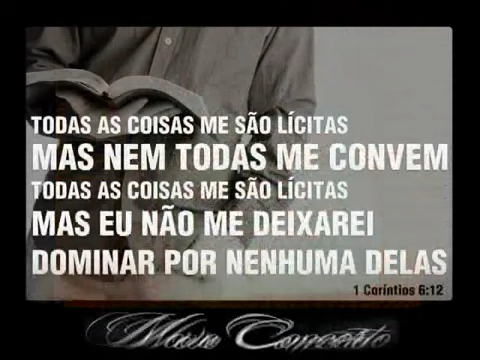 TODAS AS COISAS ME SÃO LÍCITAS
MAS NEM TODAS ME CONVEM
TODAS AS COISAS ME SÃO LÍCITAS
MAS EU NÃO ME DEIXAREI
DOMINAR POR NENHUMA DELAS
1 Coríntios 6:12